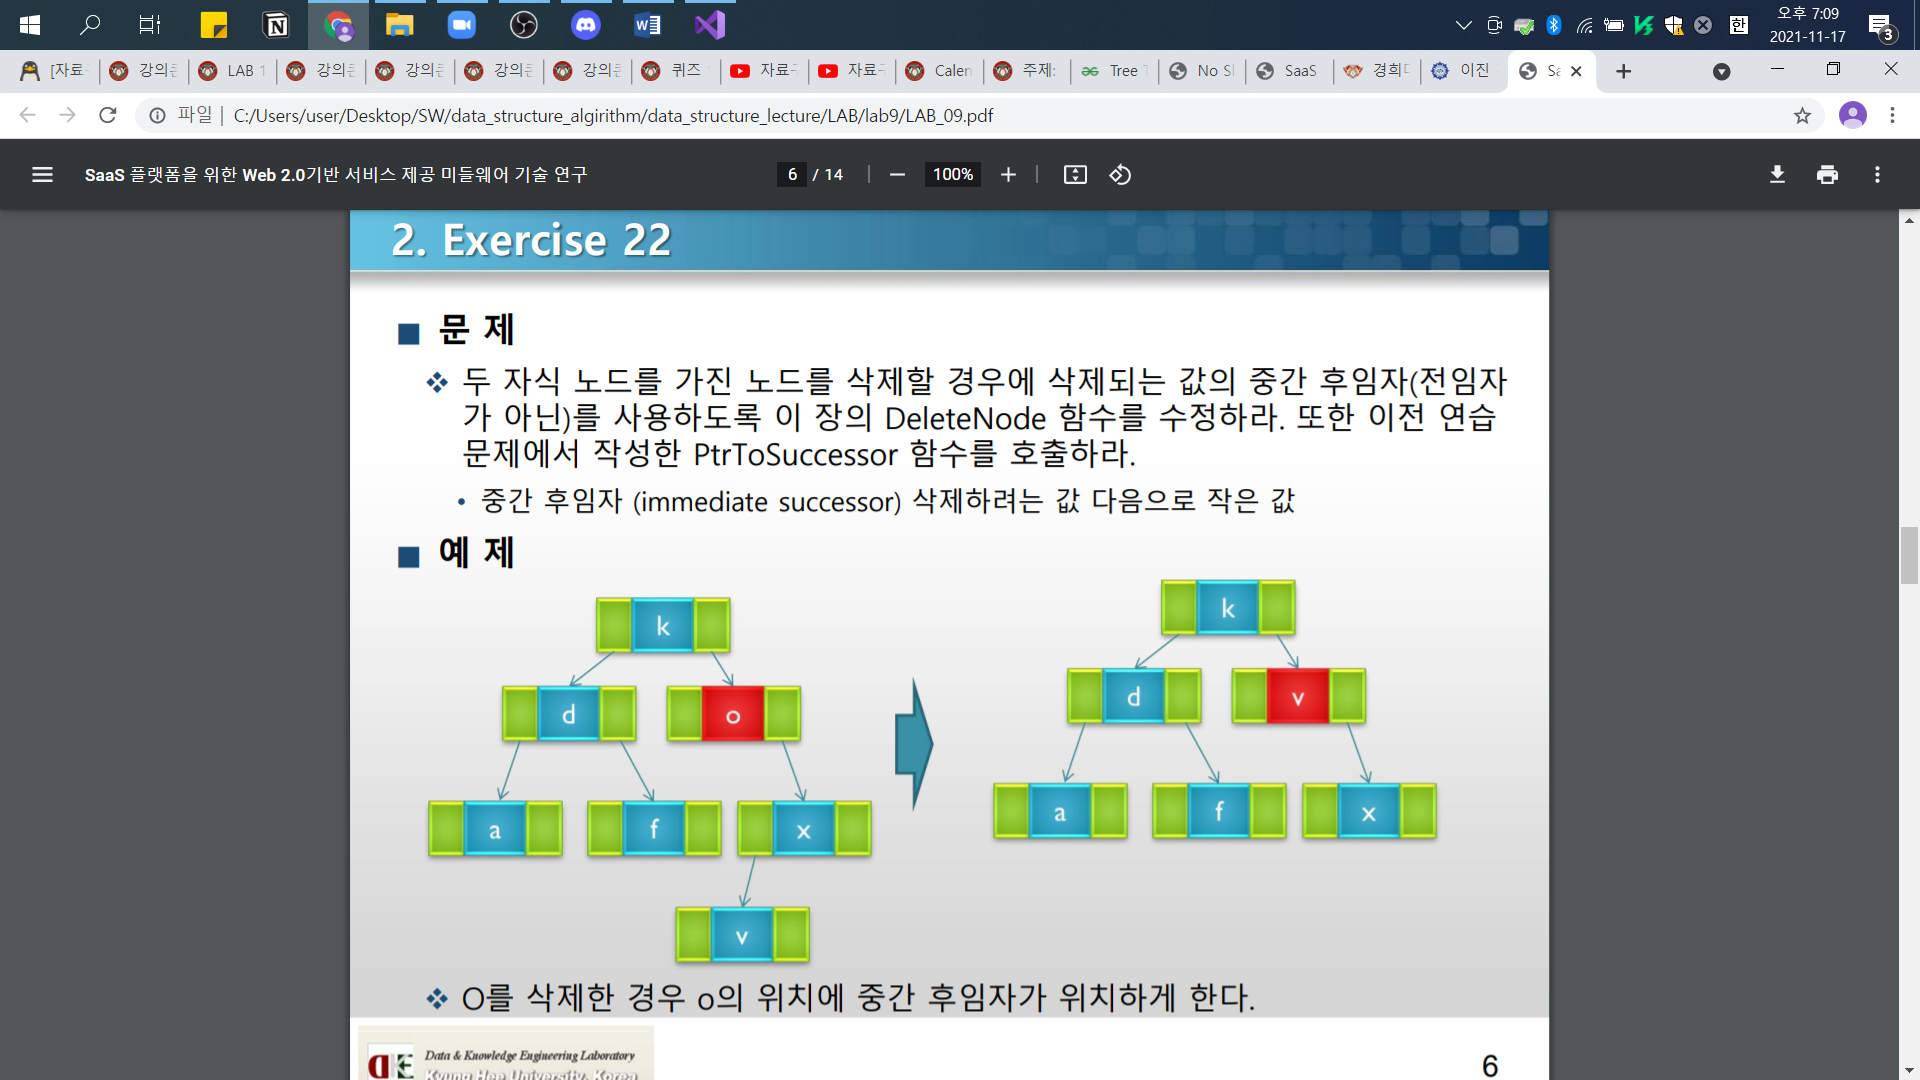 오후 7:09
2021-11-17
3
한
[자료
강의
LAB 1
강의
강의
강의
강의
퀴즈
자료
자료
Calen
주제:
Tree T
No S
SaaS
경희
이진
Sa
파일 | C:/Users/user/Desktop/SW/data_structure_algirithm/data_structure_lecture/LAB/lab9/LAB_09.pdf
SaaS 플랫폼을 위한 Web 2.0기반 서비스 제공 미들웨어 기술 연구
6 / 14
100%
2. Exercise 22
문 제
두 자식 노드를 가진 노드를 삭제할 경우에 삭제되는 값의 중간 후임자(전임자
가 아닌)를 사용하도록 이 장의 DeleteNode 함수를 수정하라. 또한 이전 연습
문제에서 작성한 PtrToSuccessor 함수를 호출하라.
• 중간 후임자 (immediate successor) 삭제하려는 값 다음으로 작은 값
예 제
k
d
o
a
f
x
v
k
d
v
a
f
x
O를 삭제한 경우 o의 위치에 중간 후임자가 위치하게 한다.
Data & Knowledge Engineering Laboratory
Kyung Hee University, Korea
6